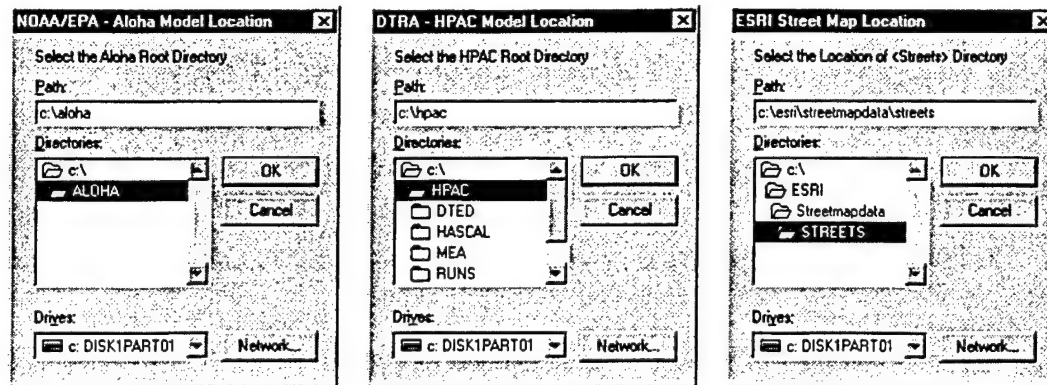 NOAA/EPA - Aloha Model Location
Select the Aloha Root Directory
Path:
c:\aloha
Directories:
c:\
ALOHA
OK
Cancel
Drives:
c: DISK1PART01
Network...
DTRA - HPAC Model Location
Select the HPAC Root Directory
Path:
c:\hpac
Directories:
c:\
HPAC
DTED
HASCAL
MEA
RUNS
OK
Cancel
Drives:
c: DISK1PART01
Network...
ESRI Street Map Location
Select the Location of <Streets> Directory
Path:
c:\esri\streetmapdata\streets
Directories:
c:\
ESRI
Streetmapdata
STREETS
OK
Cancel
Drives:
c: DISK1PART01
Network...